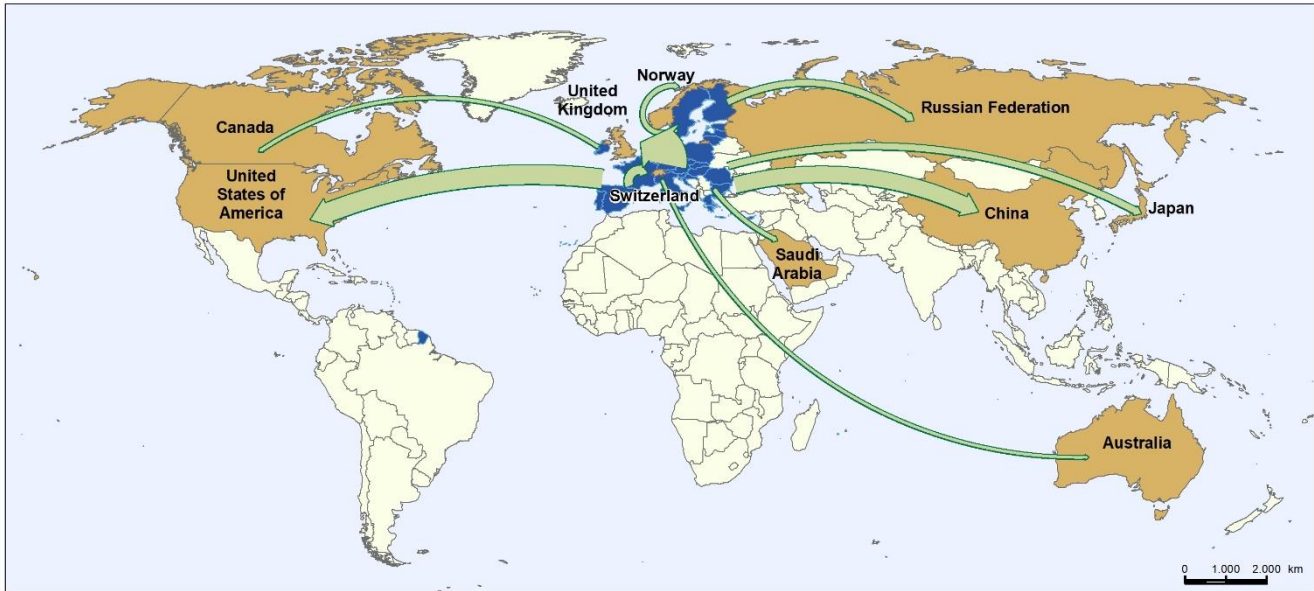 Norway
United
Kingdom
Russian Federation
Canada
United
States of
America
Switzerland
China
Japan
Saudi
Arabia
Australia
0 1.000 2.000 km